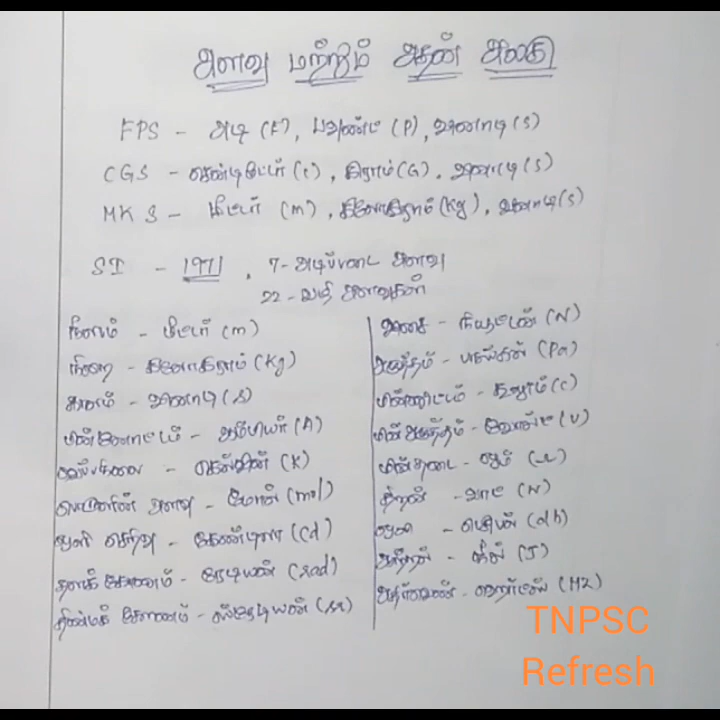 அளவு மற்றும் அதன் அலகு
FPS - அடி (F), பவுண்ட் (P), வினாடி (S)
CGS - சென்டிமீட்டர் (c), கிராம் (G), வினாடி (S)
MKS - மீட்டர் (m), கிலோகிராம் (Kg), வினாடி (S)
SI - 1971, 7 - அடிப்படை அளவு
22 - வழி அளவுகள்
நீளம் - மீட்டர் (m)
நிறை - கிலோகிராம் (Kg)
காலம் - வினாடி (s)
மின்னோட்டம் - ஆம்பியர் (A)
வெப்பநிலை - கெல்வின் (K)
பொருளின் அளவு - மோல் (mol)
ஒளி செறிவு - கேண்டிலா (Cd)
தளக் கோணம் - ரேடியன் (rad)
திண்மக் கோணம் - ஸ்ட்ரேடியன் (sr)
விசை - நியூட்டன் (N)
அழுத்தம் - பாஸ்கல் (Pa)
மின்னூட்டம் - கூலூம் (C)
மின் அழுத்தம் - வோல்ட் (V)
மின்தடை - ஓம்
திறன் - வாட் (W)
ஒலி - டெசிபல் (db)
ஆற்றல் - ஜீல் (J)
அதிர்வெண் - ஹெர்ட்ஸ் (HZ)
TNPSC
Refresh